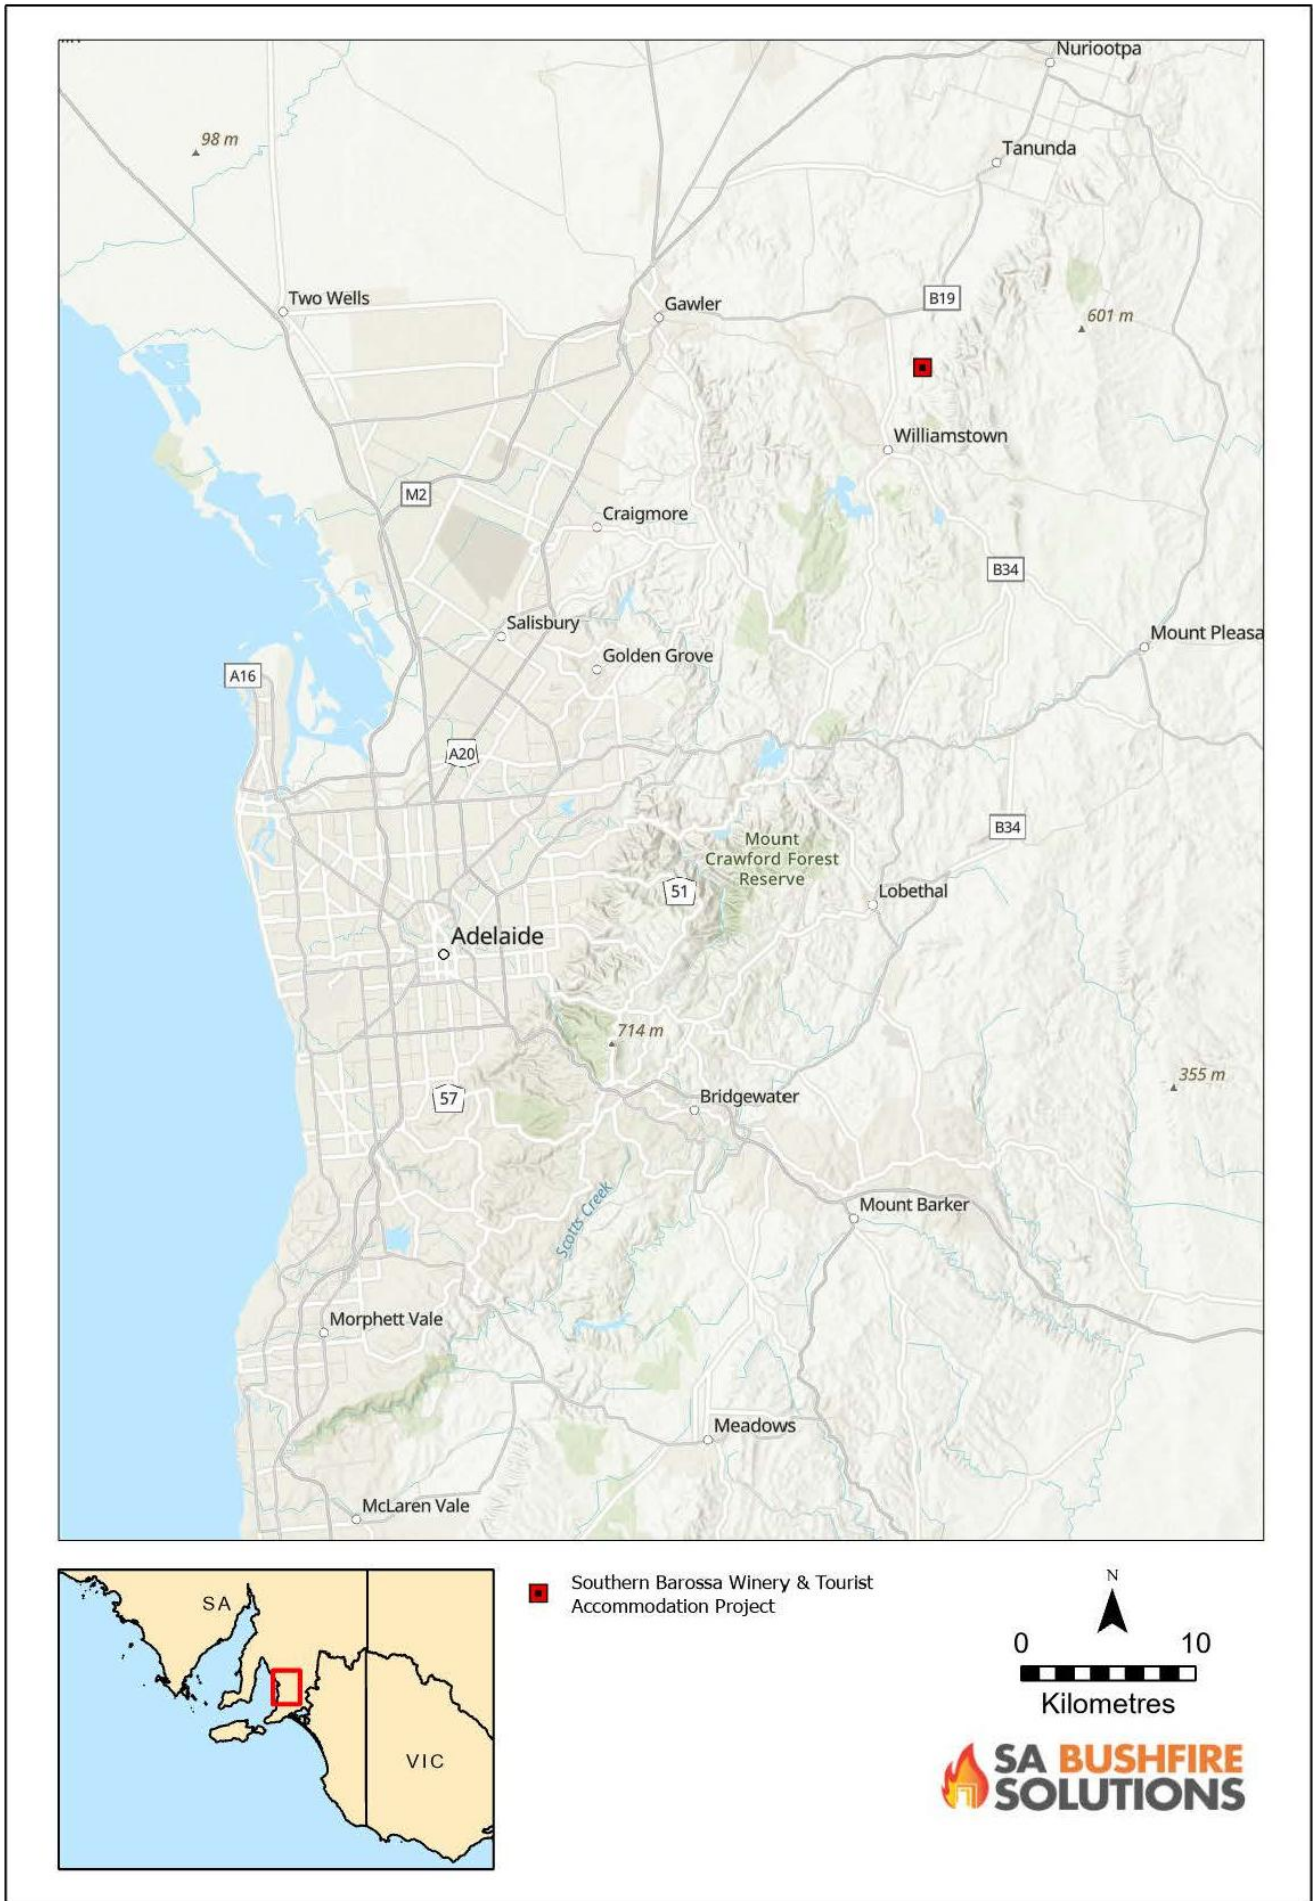 Nuriootpa
98 m
Tanunda
Two Wells
Gawler
B19
601 m
Williamstown
M2
Craigmore
B34
Salisbury
Mount Pleasa
Golden Grove
A16
A20
B34
Mount
Crawford Forest
Reserve
51
Lobethal
Adelaide
714 m
355 m
57
Bridgewater
Scotts Creek
Mount Barker
Morphett Vale
Meadows
McLaren Vale
SA
VIC
Southern Barossa Winery & Tourist
Accommodation Project
N
0 10
Kilometres
SA BUSHFIRE
SOLUTIONS